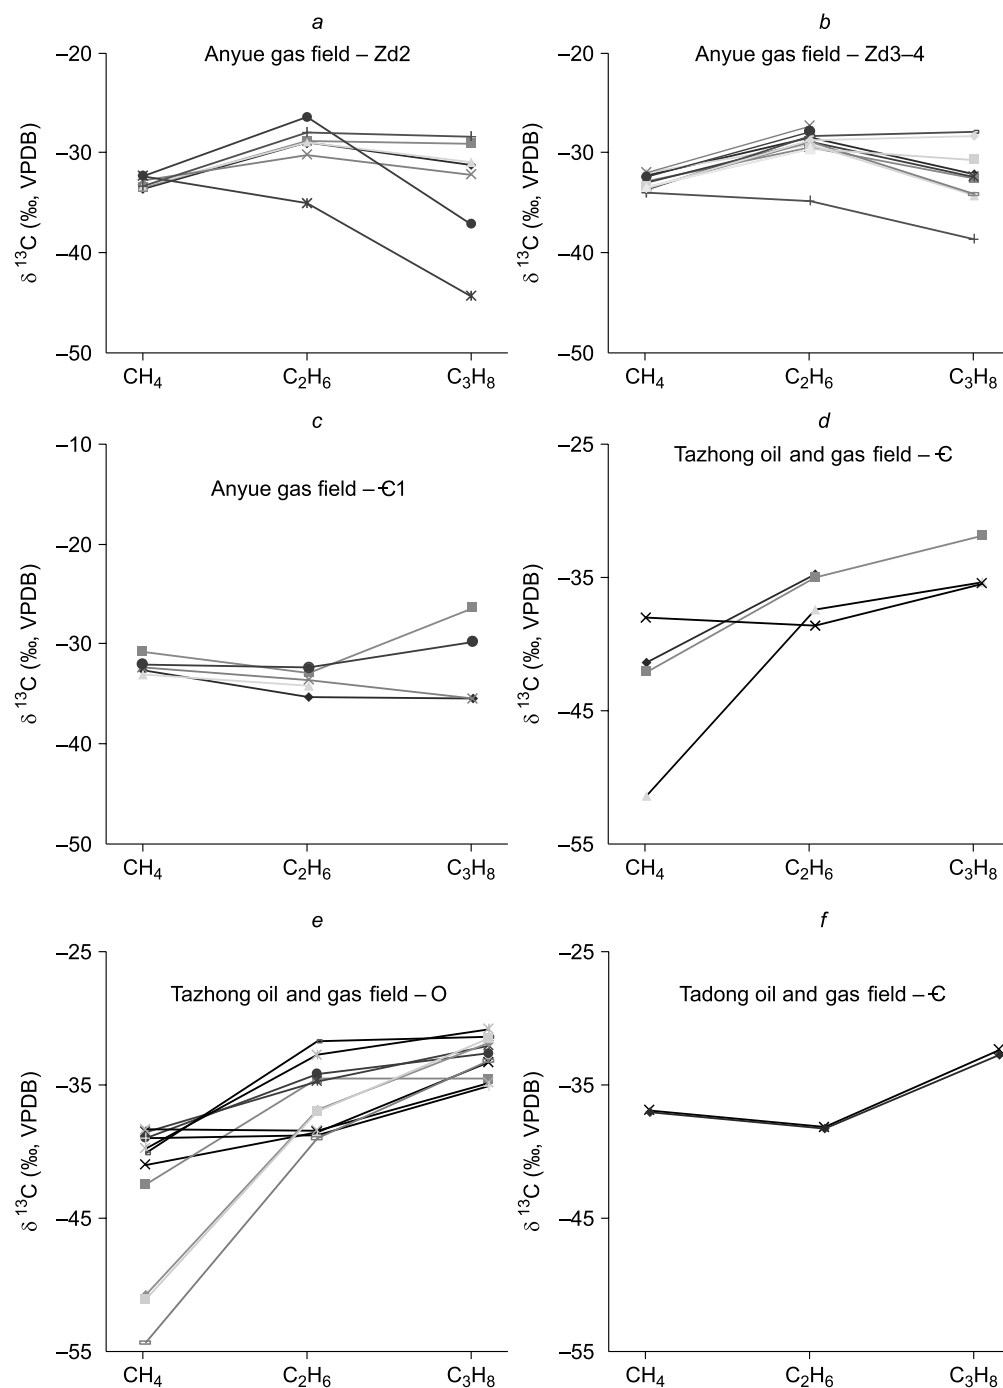 a
Anyue gas field – Zd2
–20
–30
–40
–50
δ ¹³C (‰, VPDB)
CH₄ C₂H₆ C₃H₈
b
Anyue gas field – Zd3–4
–20
–30
–40
–50
δ ¹³C (‰, VPDB)
CH₄ C₂H₆ C₃H₈
c
Anyue gas field – Ꞓ1
–10
–20
–30
–40
–50
δ ¹³C (‰, VPDB)
CH₄ C₂H₆ C₃H₈
d
Tazhong oil and gas field – Ꞓ
–25
–35
–45
–55
δ ¹³C (‰, VPDB)
CH₄ C₂H₆ C₃H₈
e
Tazhong oil and gas field – O
–25
–35
–45
–55
δ ¹³C (‰, VPDB)
CH₄ C₂H₆ C₃H₈
f
Tadong oil and gas field – Ꞓ
–25
–35
–45
–55
δ ¹³C (‰, VPDB)
CH₄ C₂H₆ C₃H₈